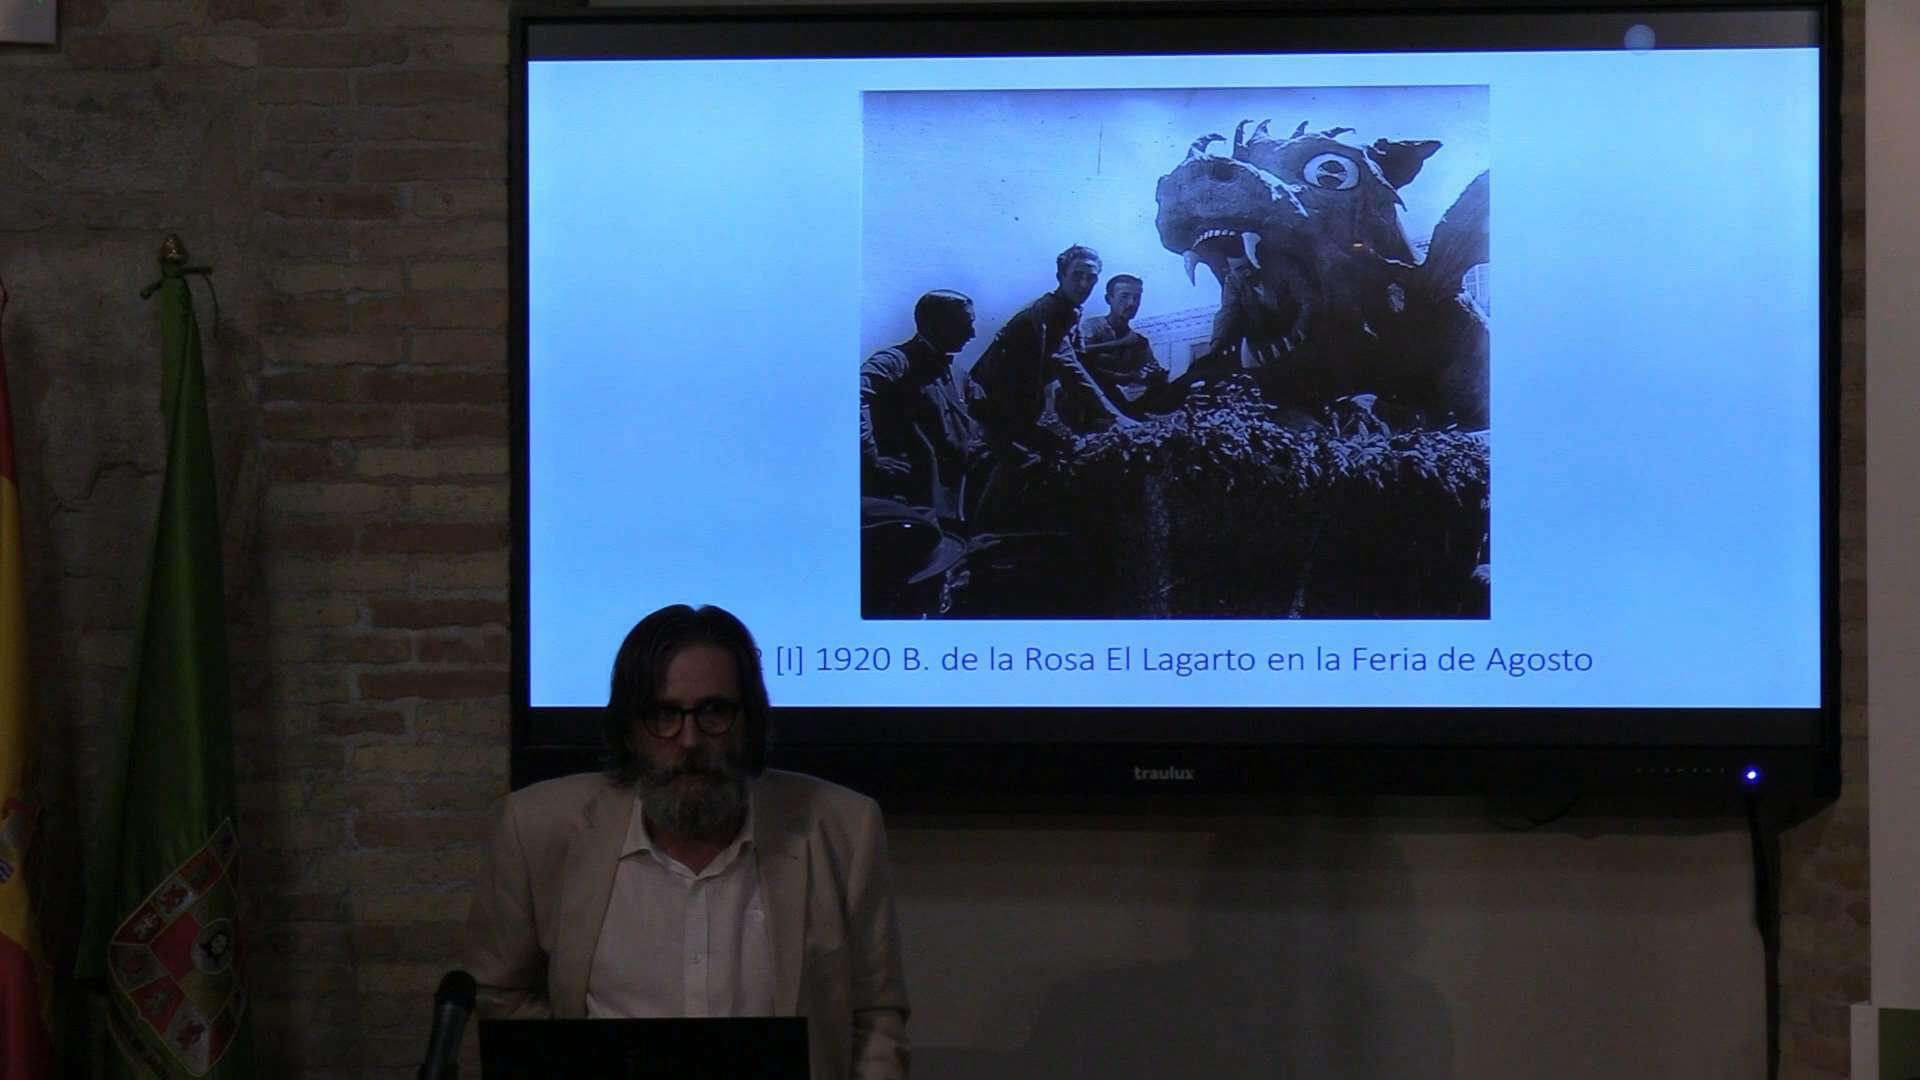 [I] 1920 B. de la Rosa El Lagarto en la Feria de Agosto
traulux